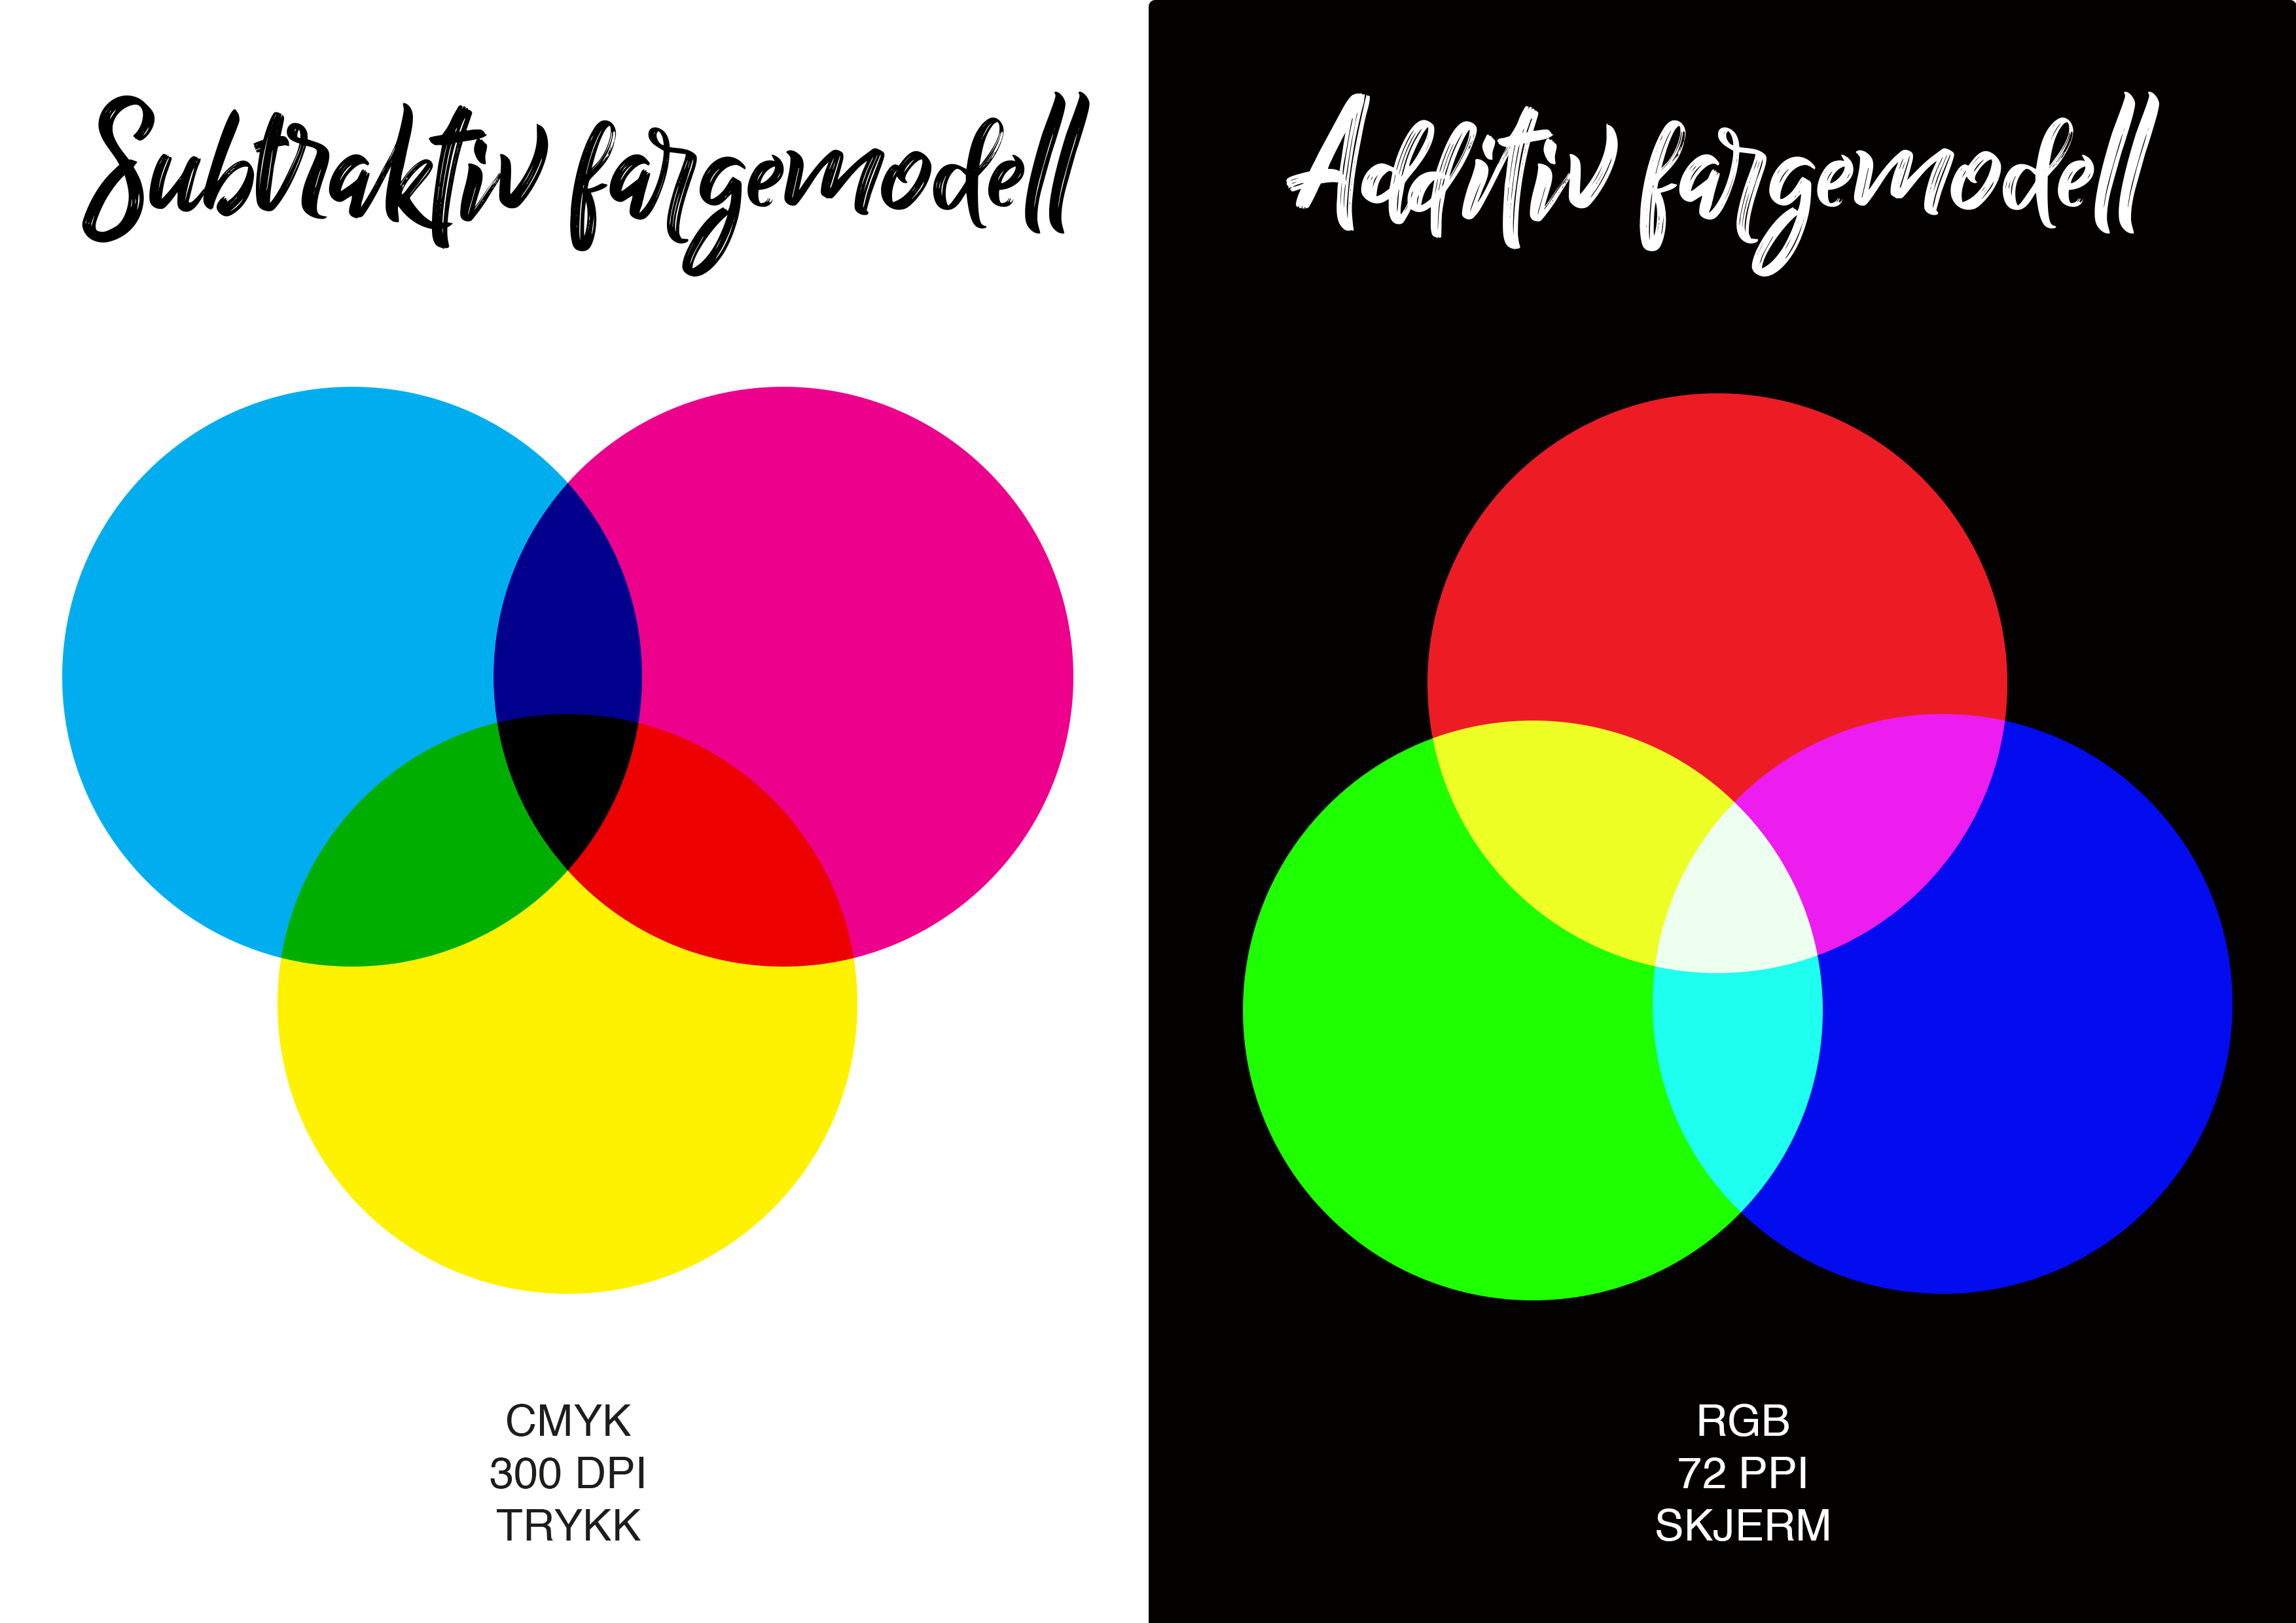 Subtraktiv fargemodell
CMYK
300 DPI
TRYKK
Additiv fargemodell
RGB
72 PPI
SKJERM